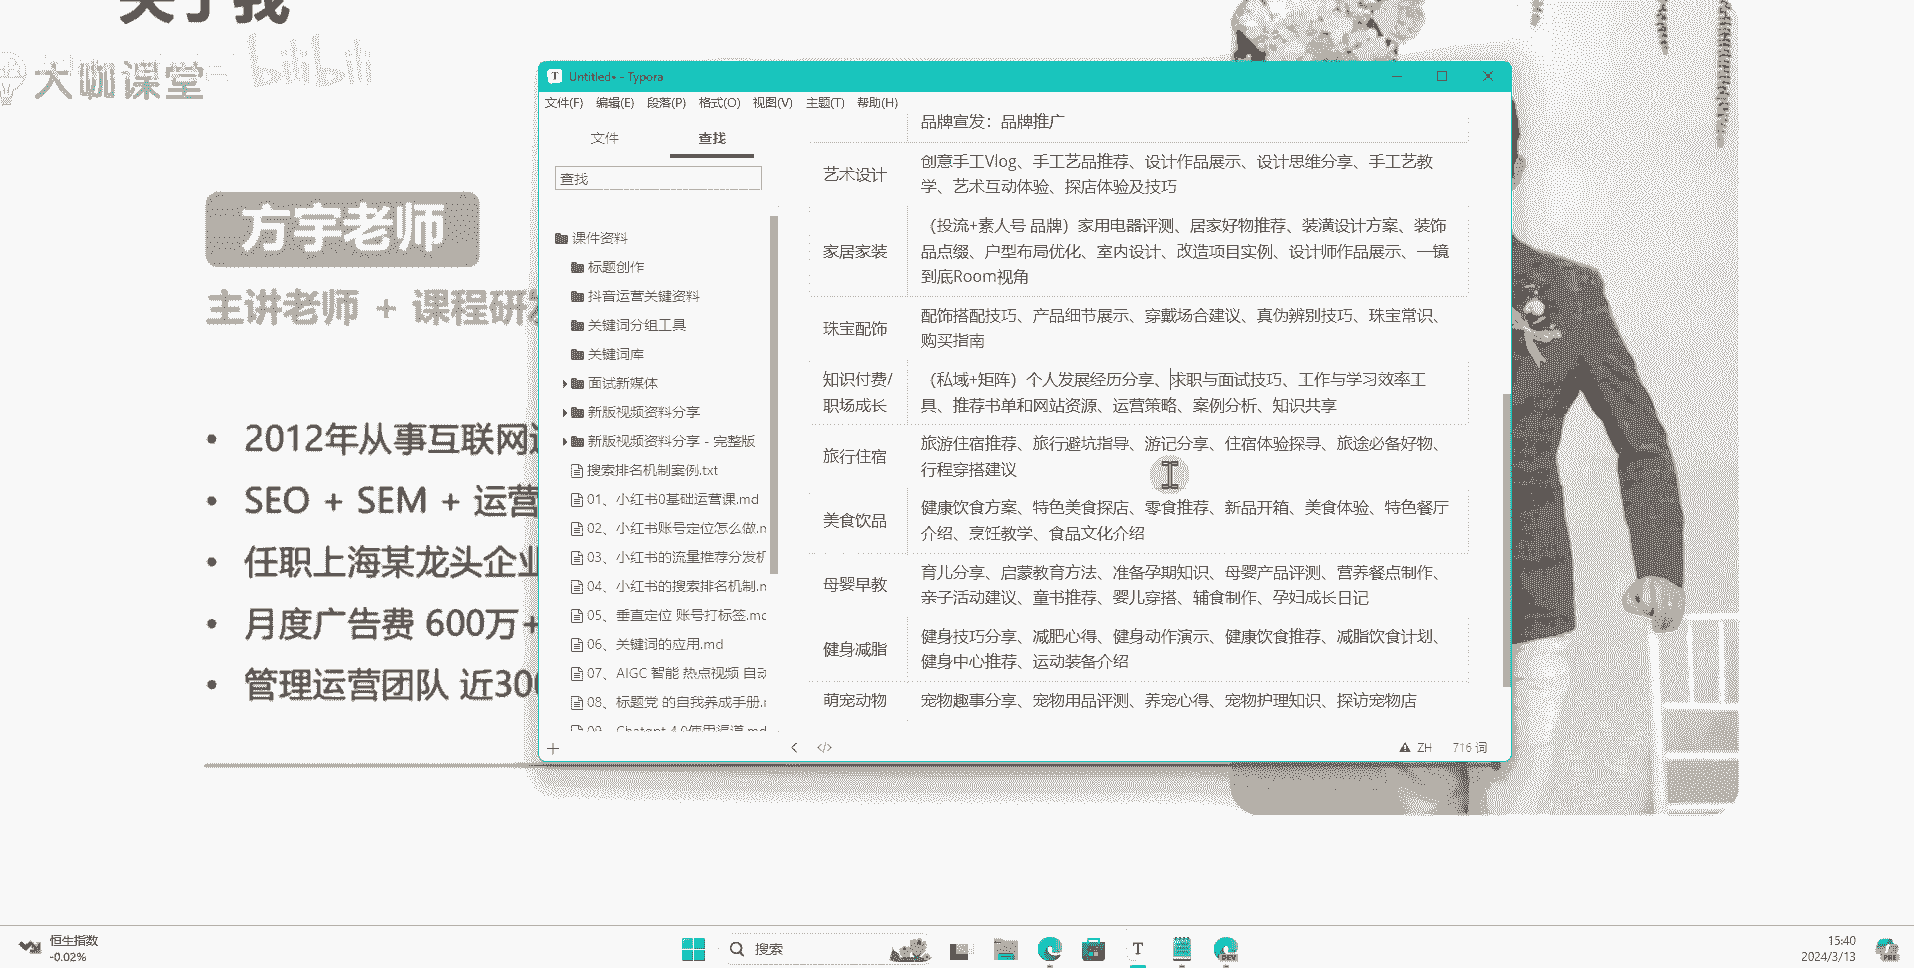 关于我
大咖课堂 bilibili
方宇老师
主讲老师 + 课程研发
2012年从事互联网
SEO + SEM + 运营
任职上海某龙头企业
月度广告费 600万+
管理运营团队 近30
Untitled• - Typora
文件(F) 编辑(E) 段落(P) 格式(O) 视图(V) 主题(T) 帮助(H)
文件 查找
查找
课件资料
标题创作
抖音运营关键资料
关键词分组工具
关键词库
面试新媒体
新版视频资料分享
新版视频资料分享 - 完整版
搜索排名机制案例.txt
01、小红书0基础运营课.md
02、小红书账号定位怎么做.m
03、小红书的流量推荐分发机
04、小红书的搜索排名机制.m
05、垂直定位 账号打标签.md
06、关键词的应用.md
07、AIGC 智能 热点视频 自动
08、标题党 的自我养成手册.
09、Chatgpt 4.0使用渠道.md
品牌宣发：品牌推广
艺术设计
创意手工Vlog、手工艺品推荐、设计作品展示、设计思维分享、手工艺教
学、艺术互动体验、探店体验及技巧
家居家装
（投流+素人号 品牌）家用电器评测、居家好物推荐、装潢设计方案、装饰
品点缀、户型布局优化、室内设计、改造项目实例、设计师作品展示、一镜
到底Room视角
珠宝配饰
配饰搭配技巧、产品细节展示、穿戴场合建议、真伪辨别技巧、珠宝常识、
购买指南
知识付费/
职场成长
（私域+矩阵）个人发展经历分享、求职与面试技巧、工作与学习效率工
具、推荐书单和网站资源、运营策略、案例分析、知识共享
旅行住宿
旅游住宿推荐、旅行避坑指导、游记分享、住宿体验探寻、旅途必备好物、
行程穿搭建议
美食饮品
健康饮食方案、特色美食探店、零食推荐、新品开箱、美食体验、特色餐厅
介绍、烹饪教学、食品文化介绍
母婴早教
育儿分享、启蒙教育方法、准备孕期知识、母婴产品评测、营养餐点制作、
亲子活动建议、童书推荐、婴儿穿搭、辅食制作、孕妇成长日记
健身减脂
健身技巧分享、减肥心得、健身动作演示、健康饮食推荐、减脂饮食计划、
健身中心推荐、运动装备介绍
萌宠动物
宠物趣事分享、宠物用品评测、养宠心得、宠物护理知识、探访宠物店
ZH 716 词
恒生指数
-0.02%
搜索
DEV
15:40
2024/3/13
PRE